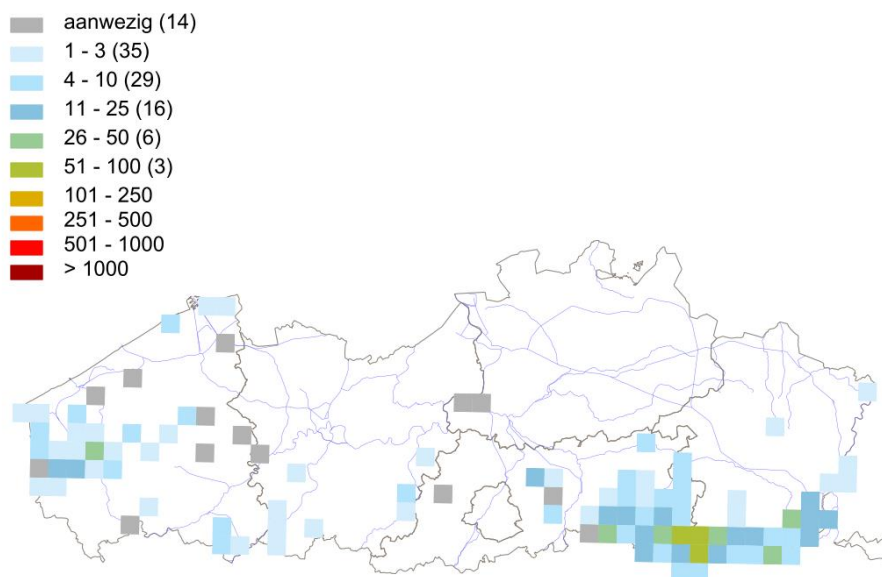 aanwezig (14)
1 - 3 (35)
4 - 10 (29)
11 - 25 (16)
26 - 50 (6)
51 - 100 (3)
101 - 250
251 - 500
501 - 1000
> 1000